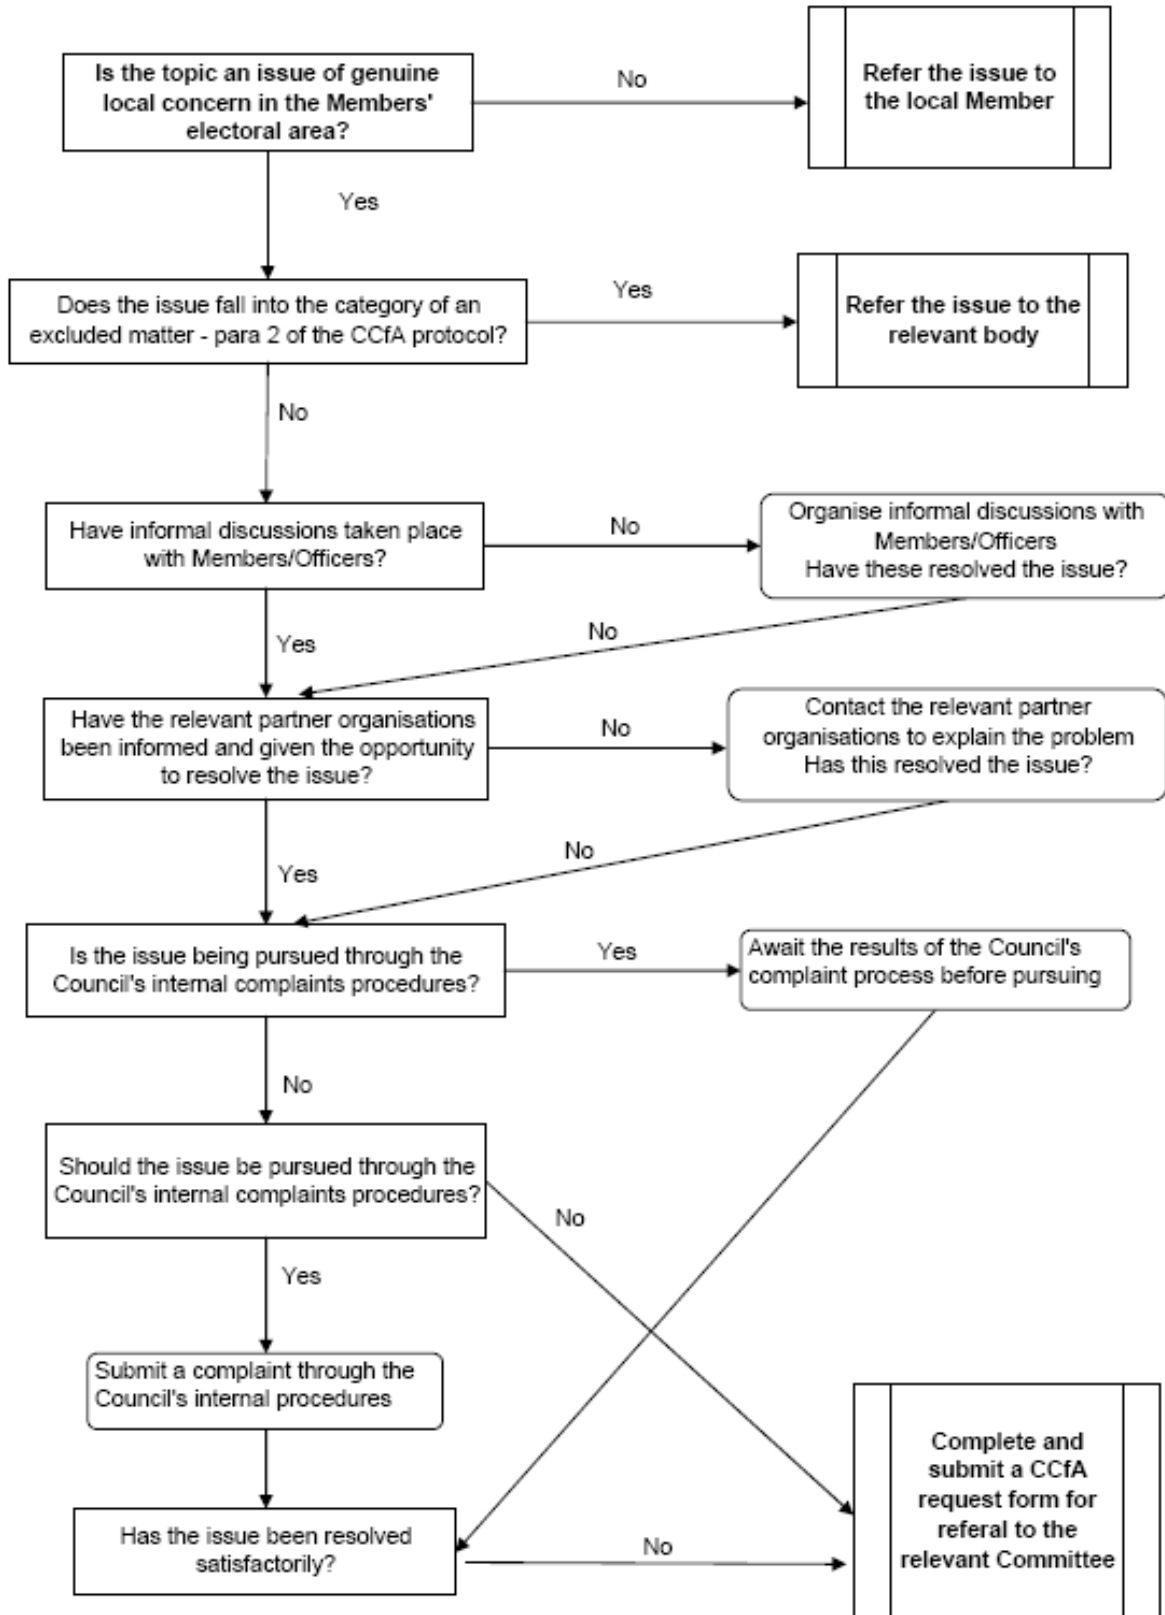 Is the topic an issue of genuine
local concern in the Members'
electoral area?
No
Refer the issue to
the local Member
Yes
Does the issue fall into the category of an
excluded matter - para 2 of the CCfA protocol?
Yes
Refer the issue to the
relevant body
No
Have informal discussions taken place
with Members/Officers?
No
Organise informal discussions with
Members/Officers
Have these resolved the issue?
Yes
No
Have the relevant partner organisations
been informed and given the opportunity
to resolve the issue?
No
Contact the relevant partner
organisations to explain the problem
Has this resolved the issue?
Yes
No
Is the issue being pursued through the
Council's internal complaints procedures?
Yes
Await the results of the Council's
complaint process before pursuing
No
Should the issue be pursued through the
Council's internal complaints procedures?
No
Yes
Submit a complaint through the
Council's internal procedures
Has the issue been resolved
satisfactorily?
No
Complete and
submit a CCfA
request form for
referal to the
relevant Committee